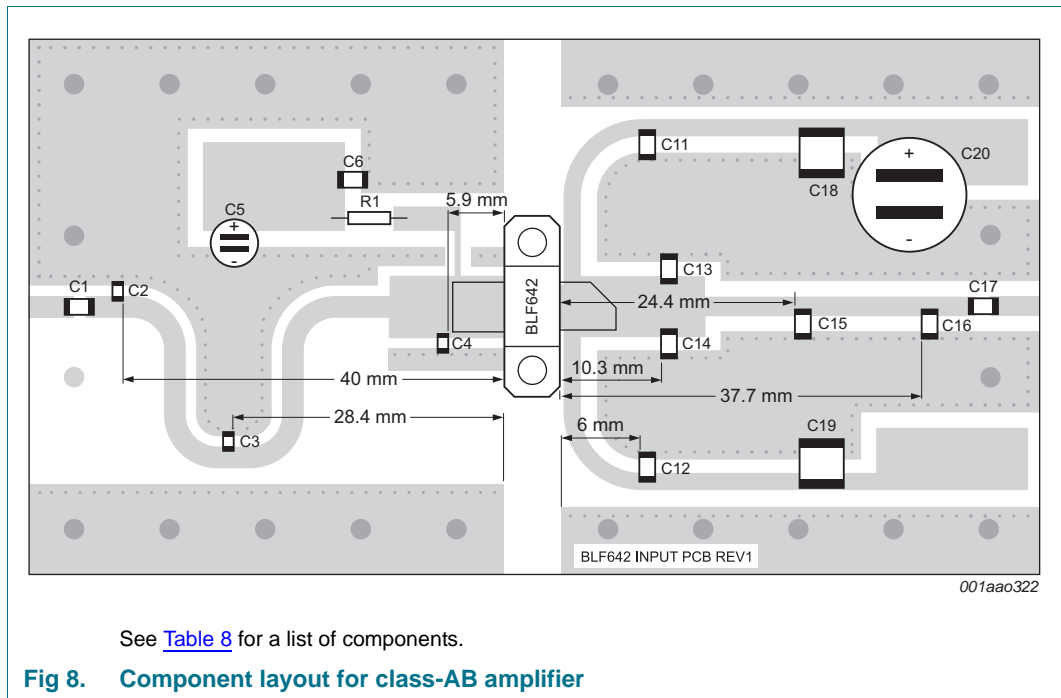 C6
C11
C20
+
C18
5.9 mm
R1
C5
+
-
-
C13
C1
C2
24.4 mm
C17
BLF642
C4
C14
C15
C16
10.3 mm
40 mm
37.7 mm
28.4 mm
6 mm
C19
C3
C12
BLF642 INPUT PCB REV1
001aao322
See Table 8 for a list of components.
Fig 8. Component layout for class-AB amplifier